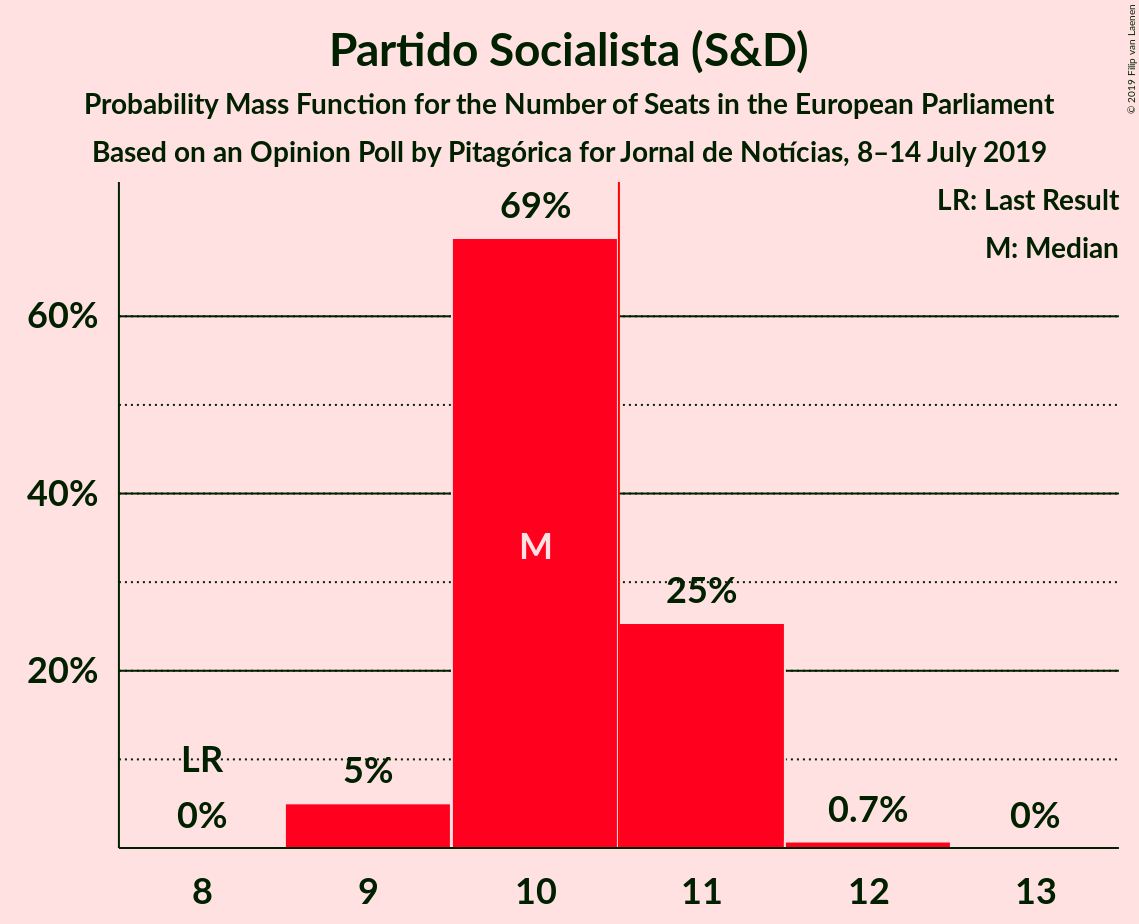 Partido Socialista (S&D)
Probability Mass Function for the Number of Seats in the European Parliament
Based on an Opinion Poll by Pitagórica for Jornal de Notícias, 8–14 July 2019
© 2019 Filip van Laenen
LR: Last Result
M: Median
69%
60%
40%
M
25%
20%
LR
5%
0%
0.7%
0%
8 9 10 11 12 13